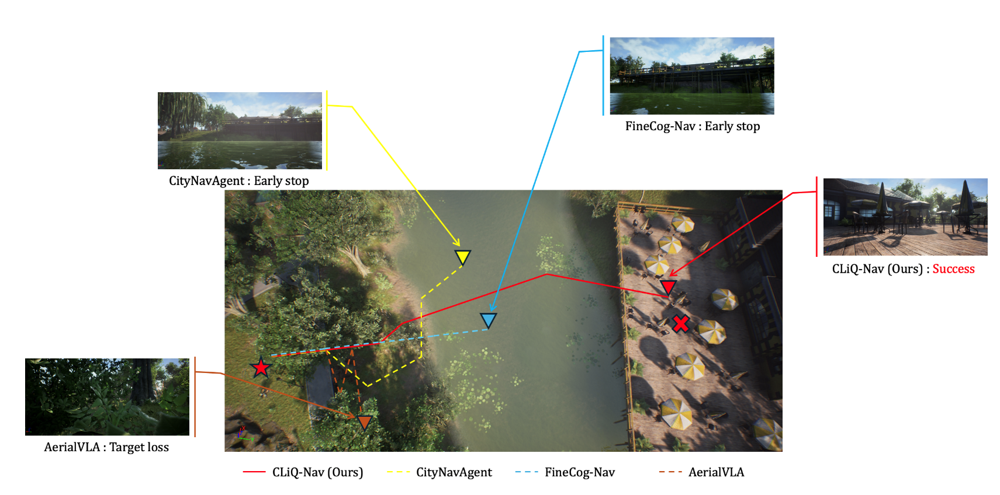 FineCog-Nav : Early stop
CityNavAgent : Early stop
CLiQ-Nav (Ours) : Success
AerialVLA : Target loss
CLiQ-Nav (Ours)
CityNavAgent
FineCog-Nav
AerialVLA